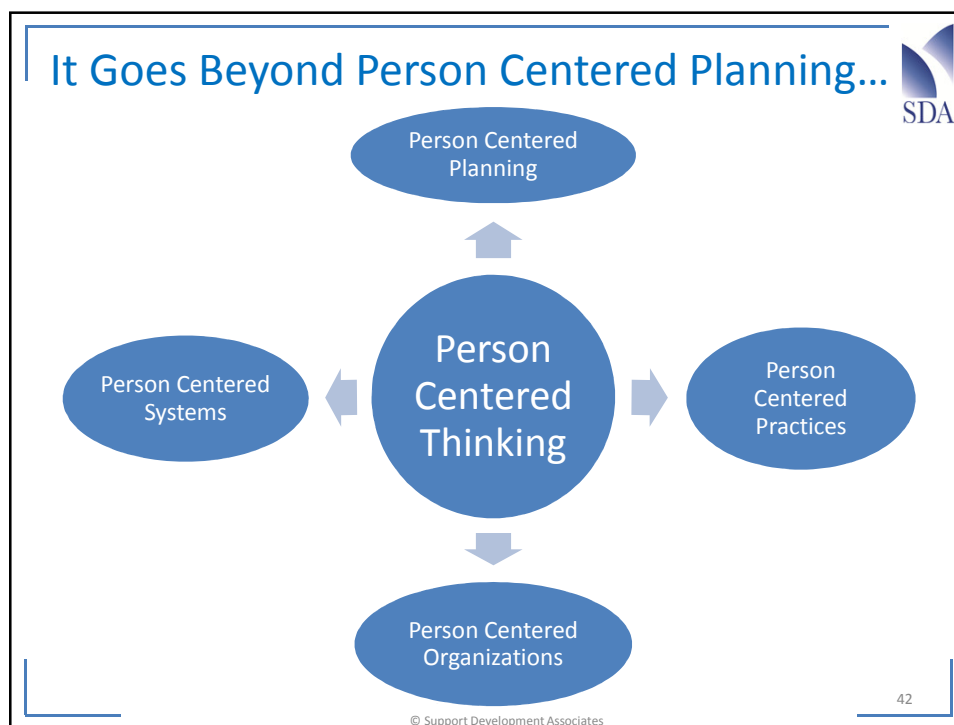 It Goes Beyond Person Centered Planning…
SDA
Person Centered
Planning
Person
Centered
Thinking
Person Centered
Systems
Person
Centered
Practices
Person Centered
Organizations
42
© Support Development Associates